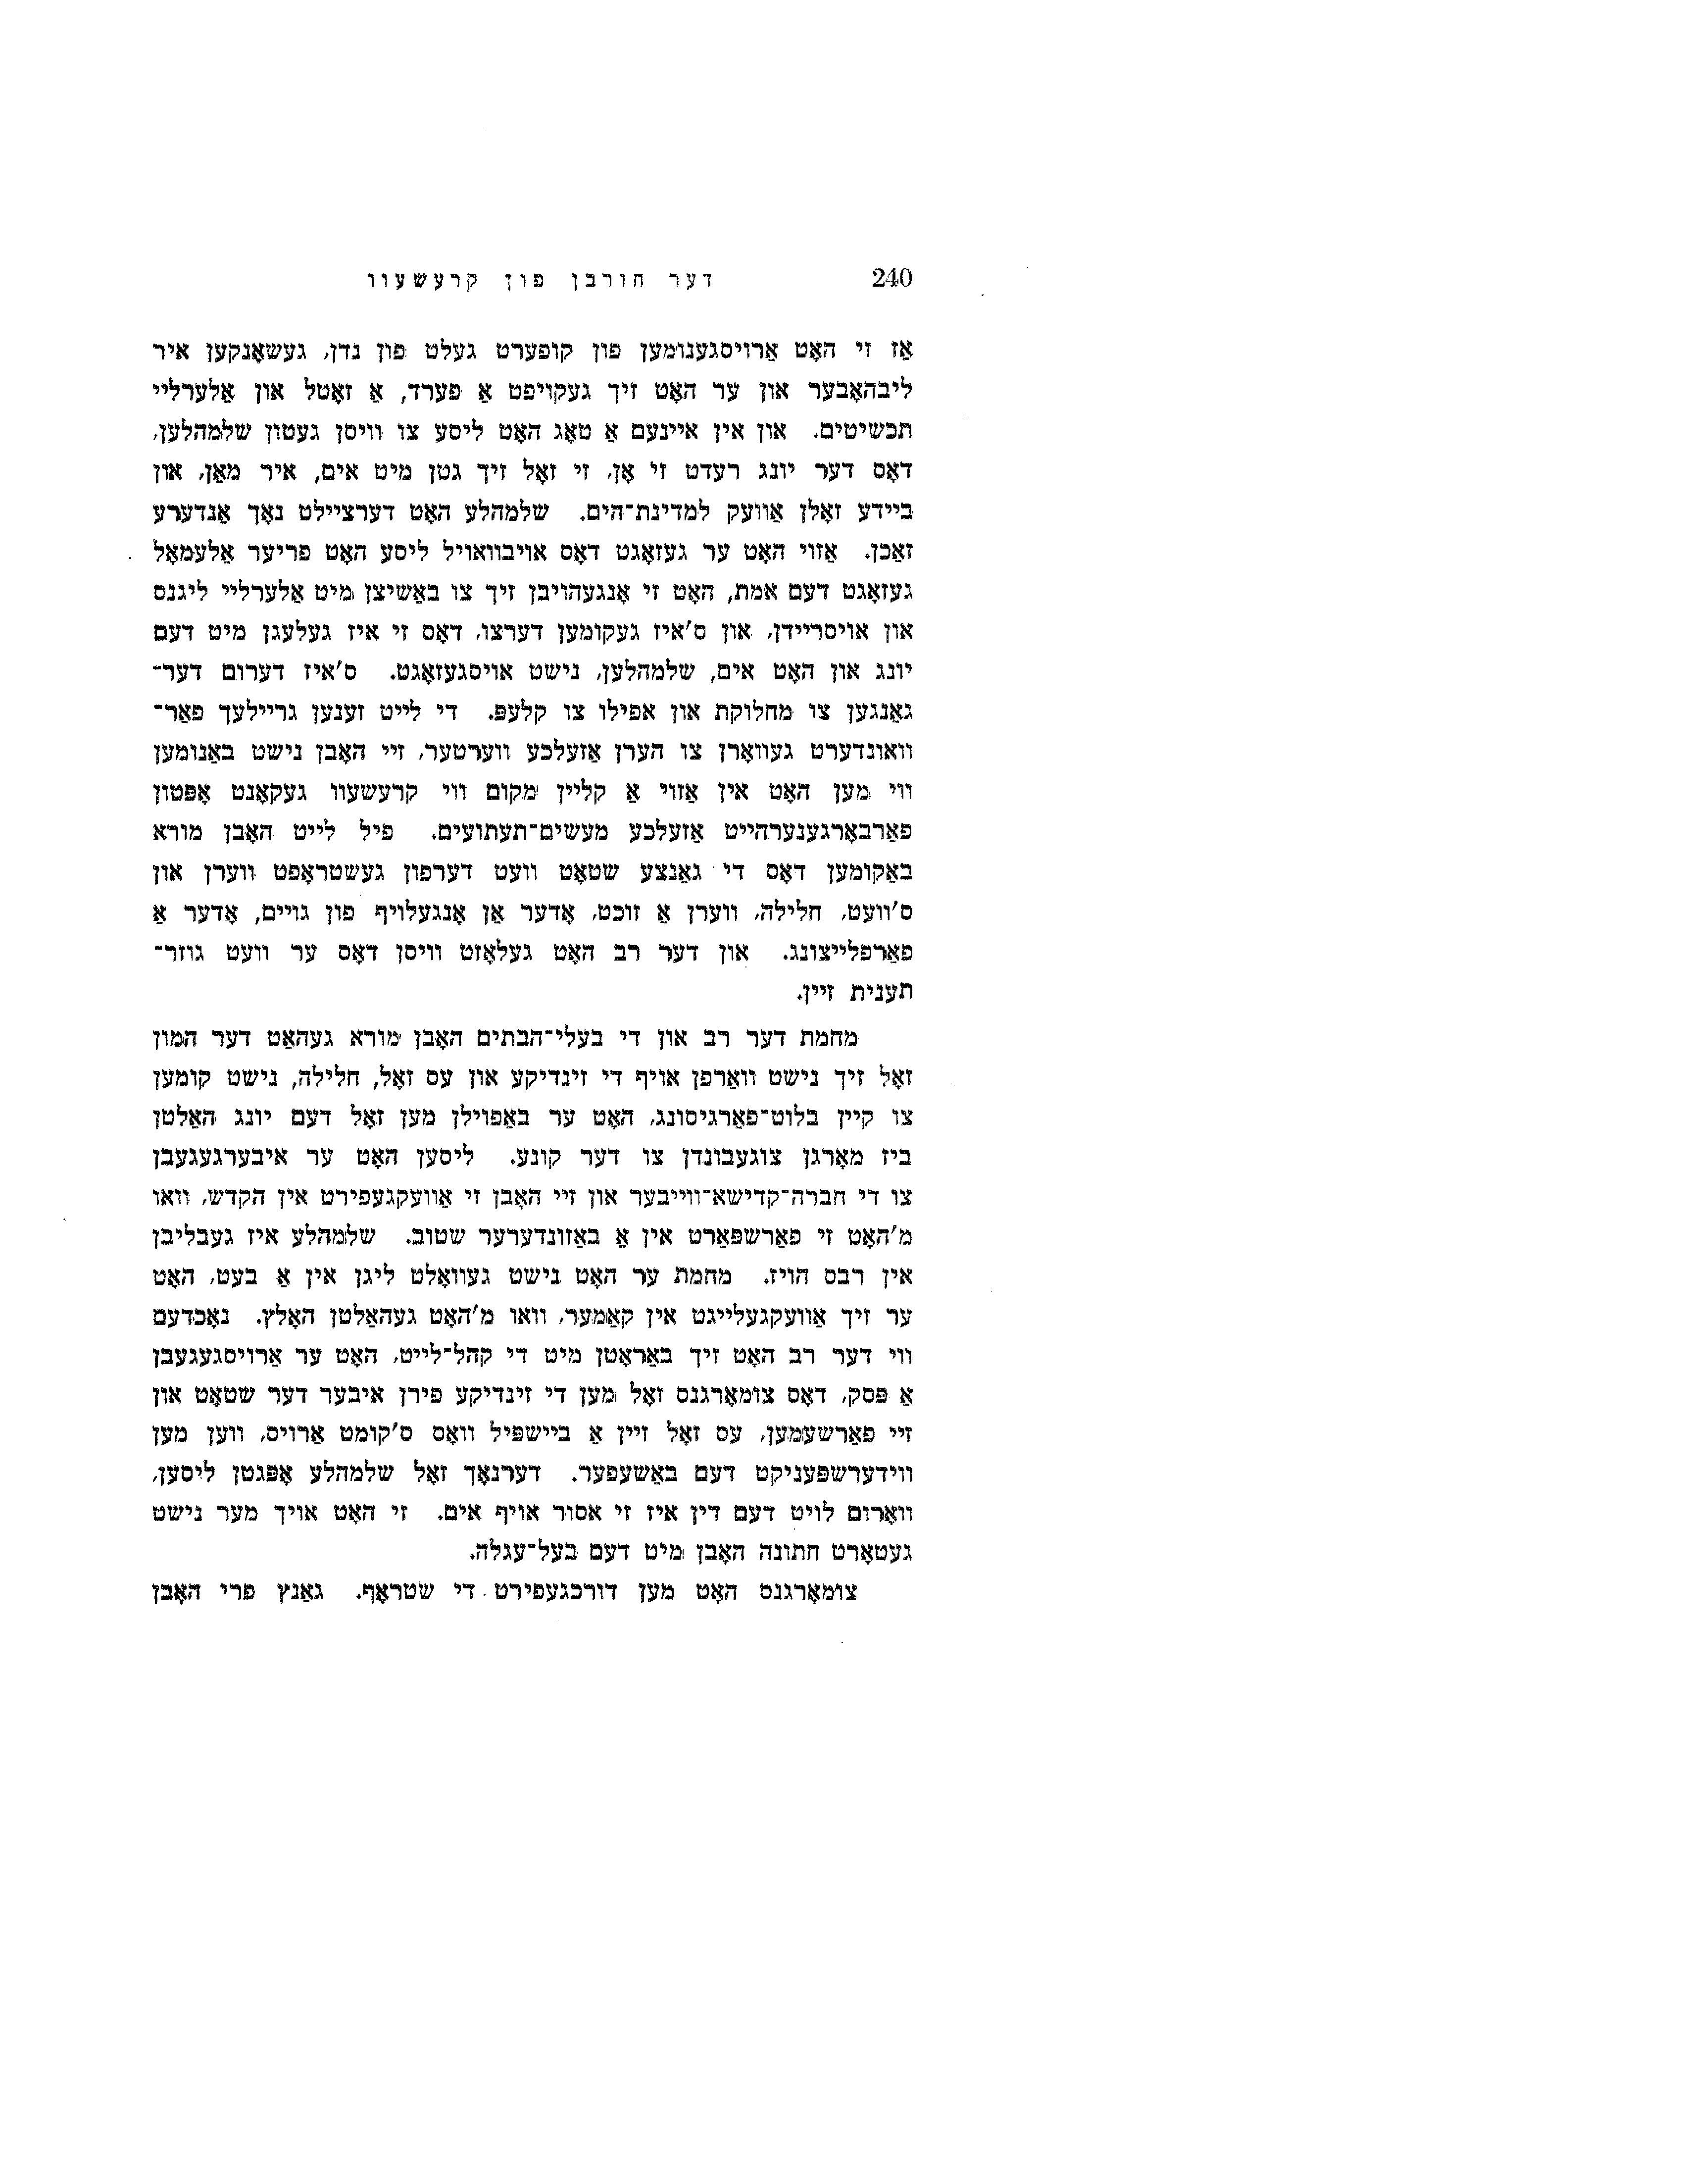 240 דער חורבן פון קרעשעוו
אַז זי האָט אַרויסגענומען פון קופערט געלט פון נדן, געשאָנקען איר
ליבהאָבער און ער האָט זיך געקויפט אַ פערד, אַ זאָטל און אַלערליי
תכשיטים. און אין איינעם אַ טאָג האָט ליסע צו וויסן געטון שלמהלען,
דאָס דער יונג רעדט זי אָן, זי זאָל זיך גטן מיט אים, איר מאַן, און
ביידע זאָלן אַוועק למדינת־הים. שלמהלע האָט דערציילט נאָך אַנדערע
זאַכן. אַזוי האָט ער געזאָגט דאָס אויבוואויל ליסע האָט פריער אַלעמאָל
געזאָגט דעם אמת, האָט זי אָנגעהויבן זיך צו באַשיצן מיט אַלערליי ליגנס
און אויסריידן, און ס'איז געקומען דערצו, דאָס זי איז געלעגן מיט דעם
יונג און האָט אים, שלמהלען, נישט אויסגעזאָגט. ס'איז דערום דער־
גאַנגען צו מחלוקת און אפילו צו קלעפּ. די לייט זענען גריילעך פאַר־
וואונדערט געוואָרן צו הערן אַזעלכע ווערטער, זיי האָבן נישט באַנומען
ווי מען האָט אין אַזוי אַ קליין מקום ווי קרעשעוו געקאָנט אָפּטון
פאַרבאָרגענערהייט אַזעלכע מעשים־תעתועים. פיל לייט האָבן מורא
באַקומען דאָס די גאַנצע שטאָט וועט דערפון געשטראָפט ווערן און
ס'וועט, חלילה, ווערן אַ זוכט, אָדער אַן אָנגעלויף פון גויים, אָדער אַ
פאַרפלייצונג. און דער רב האָט געלאָזט וויסן דאָס ער וועט גוזר־
תענית זיין.
מחמת דער רב און די בעלי־הבתים האָבן מורא געהאַט דער המון
זאָל זיך נישט וואַרפן אויף די זינדיקע און עס זאָל, חלילה, נישט קומען
צו קיין בלוט־פאַרגיסונג, האָט ער באַפוילן מען זאָל דעם יונג האַלטן
ביז מאָרגן צוגעבונדן צו דער קונע. ליסען האָט ער איבערגעגעבן
צו די חברה־קדישא־ווייבער און זיי האָבן זי אַוועקגעפירט אין הקדש, וואו
מ'האָט זי פאַרשפּאַרט אין אַ באַזונדערער שטוב. שלמהלע איז געבליבן
אין רבס הויז. מחמת ער האָט נישט געוואָלט ליגן אין אַ בעט, האָט
ער זיך אַוועקגעלייגט אין קאַמער, וואו מ'האָט געהאַלטן האָלץ. נאָכדעם
ווי דער רב האָט זיך באַראָטן מיט די קהל־לייט, האָט ער אַרויסגעגעבן
אַ פּסק, דאָס צומאָרגנס זאָל מען די זינדיקע פירן איבער דער שטאָט און
זיי פאַרשעמען, עס זאָל זיין אַ ביישפּיל וואָס ס'קומט אַרויס, ווען מען
ווידערשפּעניקט דעם באַשעפער. דערנאָך זאָל שלמהלע אָפּגטן ליסען,
וואָרום לויט דעם דין איז זי אסור אויף אים. זי האָט אויך מער נישט
געטאָרט חתונה האָבן מיט דעם בעל־עגלה.
צומאָרגנס האָט מען דורכגעפירט די שטראָף. גאַנץ פרי האָבן